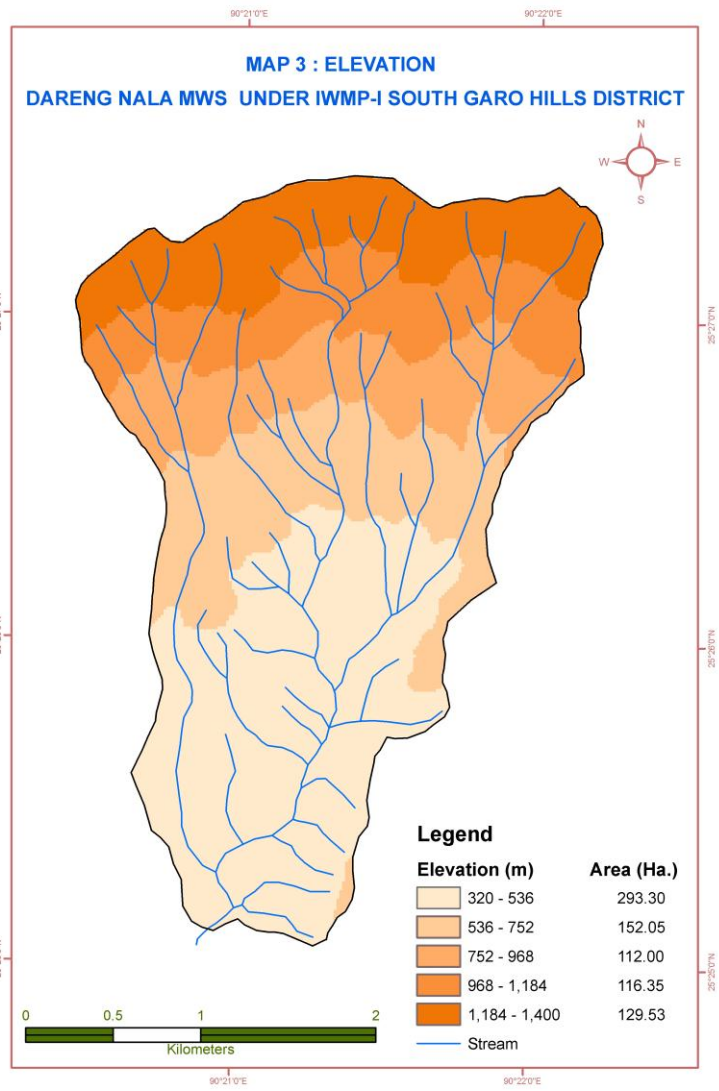 90°21'0"E 90°22'0"E
MAP 3 : ELEVATION
DARENG NALA MWS UNDER IWMP-I SOUTH GARO HILLS DISTRICT
N
W E
S
25°27'0"N
25°26'0"N
Legend
Elevation (m) Area (Ha.)
320 - 536 293.30
536 - 752 152.05
752 - 968 112.00
968 - 1,184 116.35
1,184 - 1,400 129.53
Stream
25°25'0"N
0 0.5 1 2
Kilometers
90°21'0"E 90°22'0"E